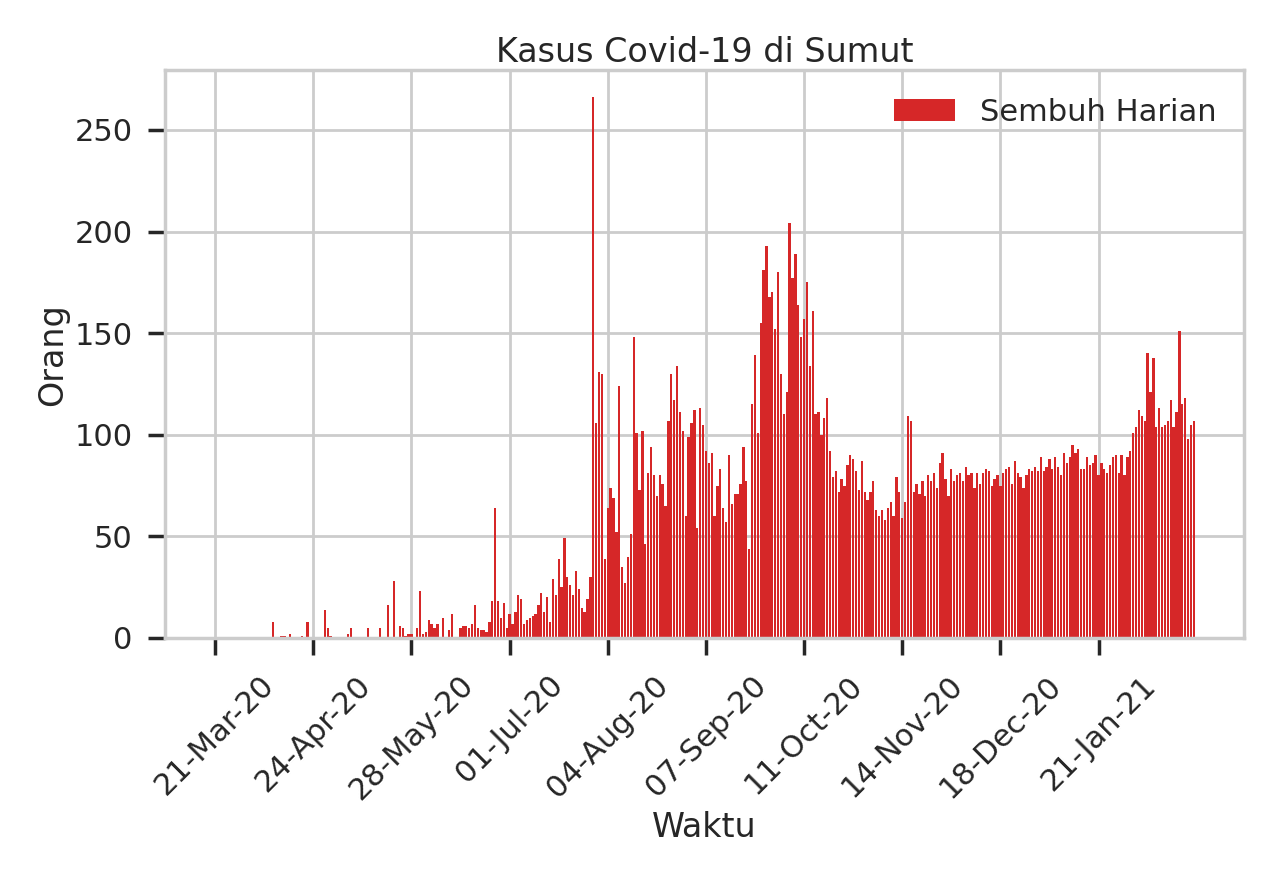 Kasus Covid-19 di Sumut
Sembuh Harian
250
200
150
100
50
0
Orang
21-Mar-20
24-Apr-20
28-May-20
01-Jul-20
04-Aug-20
07-Sep-20
11-Oct-20
14-Nov-20
18-Dec-20
21-Jan-21
Waktu